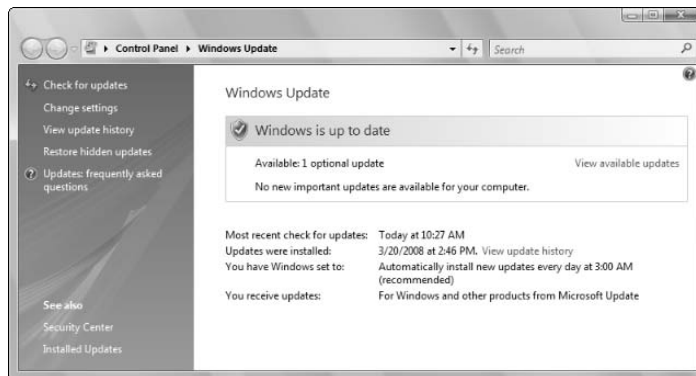 Control Panel ▸ Windows Update
Search
Check for updates
Change settings
View update history
Restore hidden updates
Updates: frequently asked
questions
See also
Security Center
Installed Updates
Windows Update
Windows is up to date
Available: 1 optional update View available updates
No new important updates are available for your computer.
Most recent check for updates: Today at 10:27 AM
Updates were installed: 3/20/2008 at 2:46 PM. View update history
You have Windows set to: Automatically install new updates every day at 3:00 AM
(recommended)
You receive updates: For Windows and other products from Microsoft Update